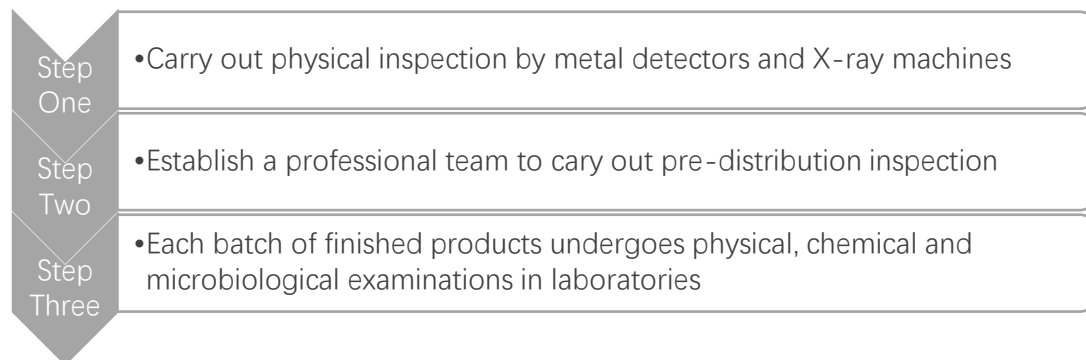 Step
One
•Carry out physical inspection by metal detectors and X-ray machines
Step
Two
•Establish a professional team to cary out pre-distribution inspection
Step
Three
•Each batch of finished products undergoes physical, chemical and
microbiological examinations in laboratories